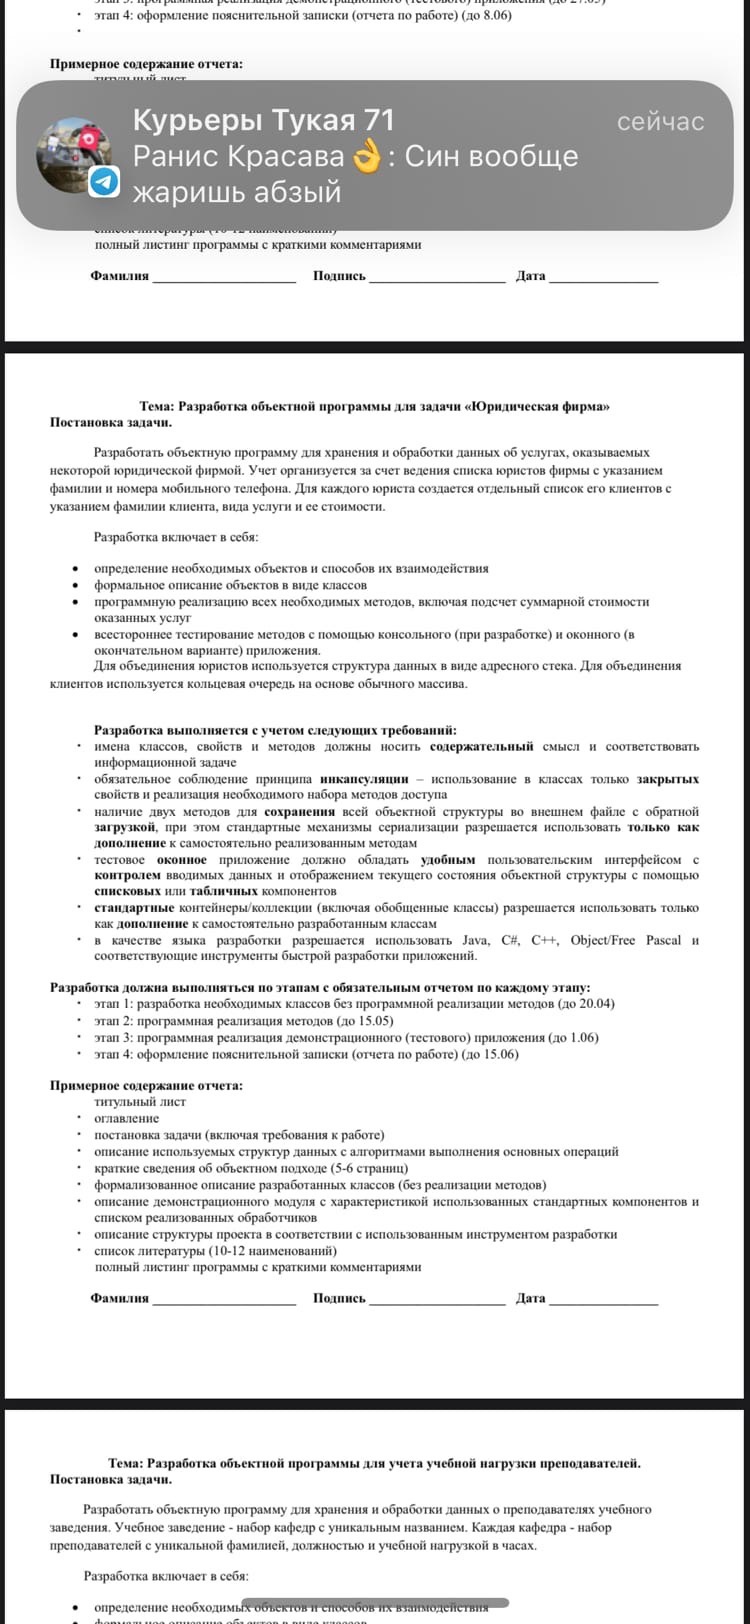 этап 4: оформление пояснительной записки (отчета по работе) (до 8.06)
Примерное содержание отчета:
титульный лист
Курьеры Тукая 71
сейчас
Ранис Красава👌: Син вообще
жаришь абзый
список литературы (10-12 наименований)
полный листинг программы с краткими комментариями
Фамилия Подпись Дата
Тема: Разработка объектной программы для задачи «Юридическая фирма»
Постановка задачи.
Разработать объектную программу для хранения и обработки данных об услугах, оказываемых
некоторой юридической фирмой. Учет организуется за счет ведения списка юристов фирмы с указанием
фамилии и номера мобильного телефона. Для каждого юриста создается отдельный список его клиентов с
указанием фамилии клиента, вида услуги и ее стоимости.
Разработка включает в себя:
• определение необходимых объектов и способов их взаимодействия
• формальное описание объектов в виде классов
• программную реализацию всех необходимых методов, включая подсчет суммарной стоимости
оказанных услуг
• всестороннее тестирование методов с помощью консольного (при разработке) и оконного (в
окончательном варианте) приложения.
Для объединения юристов используется структура данных в виде адресного стека. Для объединения
клиентов используется кольцевая очередь на основе обычного массива.
Разработка выполняется с учетом следующих требований:
имена классов, свойств и методов должны носить содержательный смысл и соответствовать
информационной задаче
обязательное соблюдение принципа инкапсуляции – использование в классах только закрытых
свойств и реализация необходимого набора методов доступа
наличие двух методов для сохранения всей объектной структуры во внешнем файле с обратной
загрузкой, при этом стандартные механизмы сериализации разрешается использовать только как
дополнение к самостоятельно реализованным методам
тестовое оконное приложение должно обладать удобным пользовательским интерфейсом с
контролем вводимых данных и отображением текущего состояния объектной структуры с помощью
списковых или табличных компонентов
стандартные контейнеры/коллекции (включая обобщенные классы) разрешается использовать только
как дополнение к самостоятельно разработанным классам
в качестве языка разработки разрешается использовать Java, C#, C++, Object/Free Pascal и
соответствующие инструменты быстрой разработки приложений.
Разработка должна выполняться по этапам с обязательным отчетом по каждому этапу:
этап 1: разработка необходимых классов без программной реализации методов (до 20.04)
этап 2: программная реализация методов (до 15.05)
этап 3: программная реализация демонстрационного (тестового) приложения (до 1.06)
этап 4: оформление пояснительной записки (отчета по работе) (до 15.06)
Примерное содержание отчета:
титульный лист
оглавление
постановка задачи (включая требования к работе)
описание используемых структур данных с алгоритмами выполнения основных операций
краткие сведения об объектном подходе (5-6 страниц)
формализованное описание разработанных классов (без реализации методов)
описание демонстрационного модуля с характеристикой использованных стандартных компонентов и
списком реализованных обработчиков
описание структуры проекта в соответствии с использованным инструментом разработки
список литературы (10-12 наименований)
полный листинг программы с краткими комментариями
Фамилия Подпись Дата
Тема: Разработка объектной программы для учета учебной нагрузки преподавателей.
Постановка задачи.
Разработать объектную программу для хранения и обработки данных о преподавателях учебного
заведения. Учебное заведение - набор кафедр с уникальным названием. Каждая кафедра - набор
преподавателей с уникальной фамилией, должностью и учебной нагрузкой в часах.
Разработка включает в себя:
• определение необходимых объектов и способов их взаимодействия